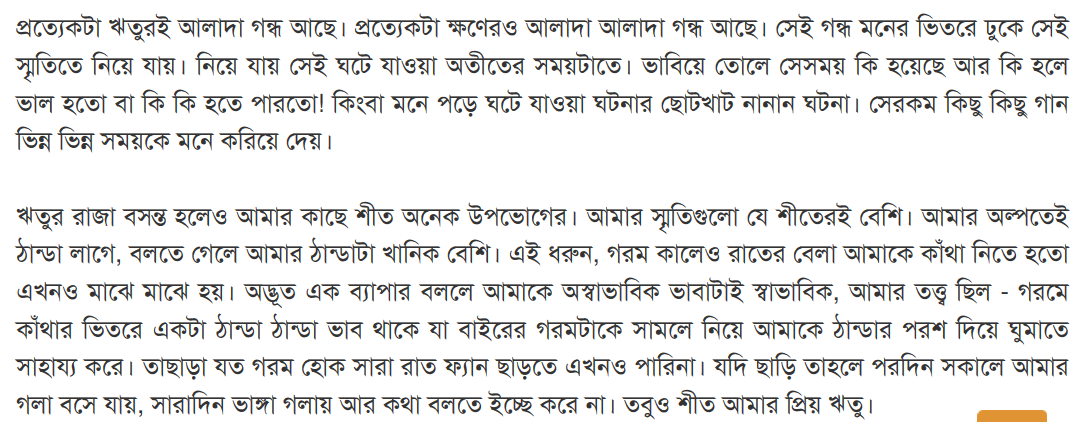 প্রত্যেকটা ঋতুরই আলাদা গন্ধ আছে। প্রত্যেকটা ক্ষণেরও আলাদা আলাদা গন্ধ আছে। সেই গন্ধ মনের ভিতরে ঢুকে সেই
স্মৃতিতে নিয়ে যায়। নিয়ে যায় সেই ঘটে যাওয়া অতীতের সময়টাতে। ভাবিয়ে তোলে সেসময় কি হয়েছে আর কি হলে
ভাল হতো বা কি কি হতে পারতো! কিংবা মনে পড়ে ঘটে যাওয়া ঘটনার ছোটখাট নানান ঘটনা। সেরকম কিছু কিছু গান
ভিন্ন ভিন্ন সময়কে মনে করিয়ে দেয়।
ঋতুর রাজা বসন্ত হলেও আমার কাছে শীত অনেক উপভোগের। আমার স্মৃতিগুলো যে শীতেরই বেশি। আমার অল্পতেই
ঠান্ডা লাগে, বলতে গেলে আমার ঠান্ডাটা খানিক বেশি। এই ধরুন, গরম কালেও রাতের বেলা আমাকে কাঁথা নিতে হতো
এখনও মাঝে মাঝে হয়। অদ্ভূত এক ব্যাপার বললে আমাকে অস্বাভাবিক ভাবাটাই স্বাভাবিক, আমার তত্ত্ব ছিল - গরমে
কাঁথার ভিতরে একটা ঠান্ডা ঠান্ডা ভাব থাকে যা বাইরের গরমটাকে সামলে নিয়ে আমাকে ঠান্ডার পরশ দিয়ে ঘুমাতে
সাহায্য করে। তাছাড়া যত গরম হোক সারা রাত ফ্যান ছাড়তে এখনও পারিনা। যদি ছাড়ি তাহলে পরদিন সকালে আমার
গলা বসে যায়, সারাদিন ভাঙ্গা গলায় আর কথা বলতে ইচ্ছে করে না। তবুও শীত আমার প্রিয় ঋতু।